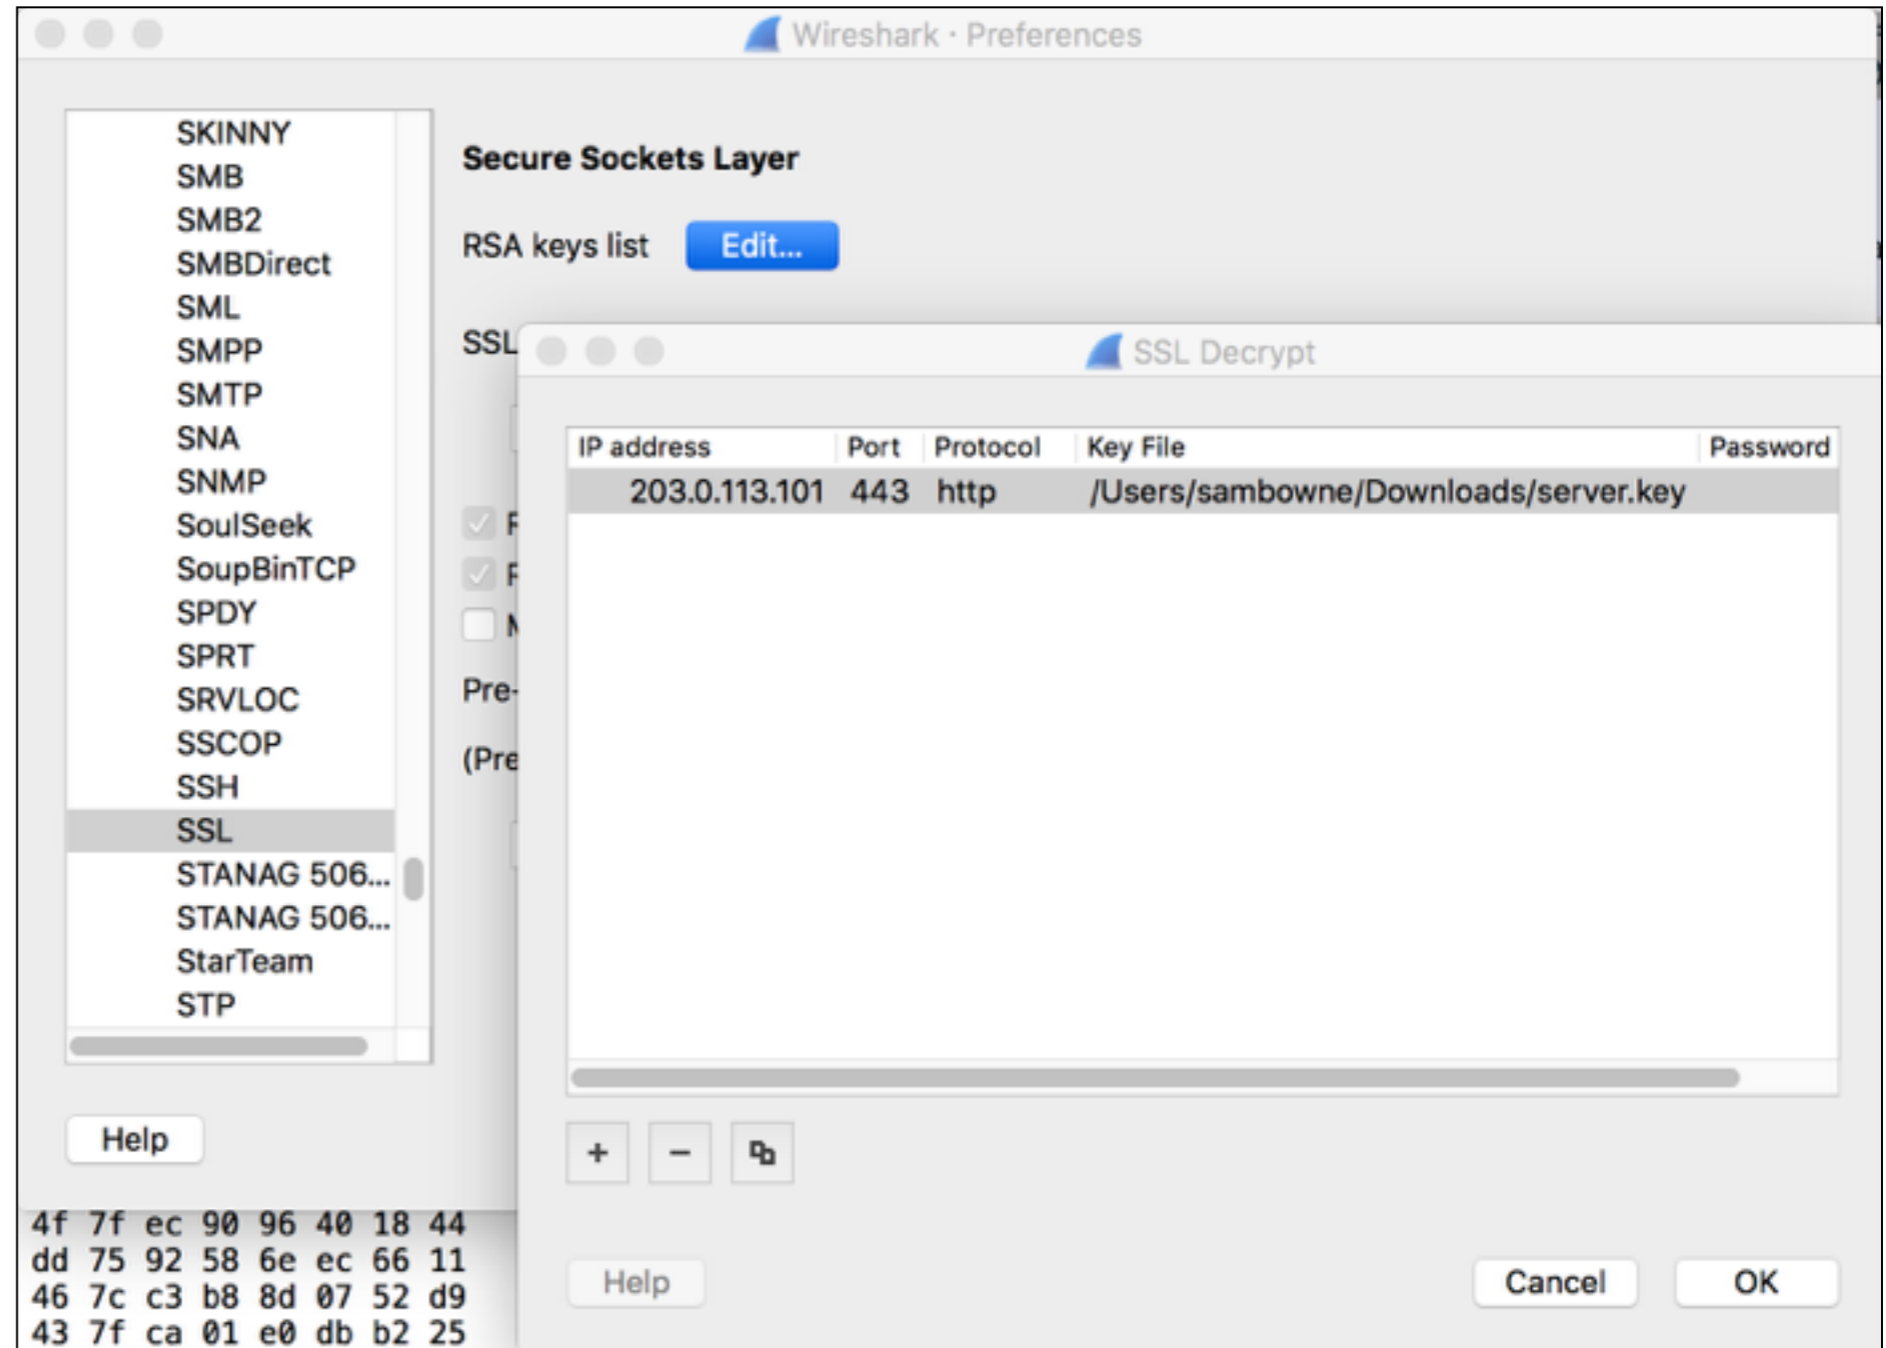 Wireshark · Preferences
SKINNY
SMB
SMB2
SMBDirect
SML
SMPP
SMTP
SNA
SNMP
SoulSeek
SoupBinTCP
SPDY
SPRT
SRVLOC
SSCOP
SSH
SSL
STANAG 506...
STANAG 506...
StarTeam
STP
Help
Secure Sockets Layer
RSA keys list Edit...
SSL
Pre-
(Pre
SSL Decrypt
IP address Port Protocol Key File Password
203.0.113.101 443 http /Users/sambowne/Downloads/server.key
+ −
Help Cancel OK
4f 7f ec 90 96 40 18 44
dd 75 92 58 6e ec 66 11
46 7c c3 b8 8d 07 52 d9
43 7f ca 01 e0 db b2 25